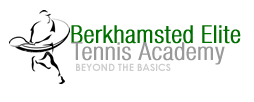 Berkhamsted Elite
Tennis Academy
BEYOND THE BASICS